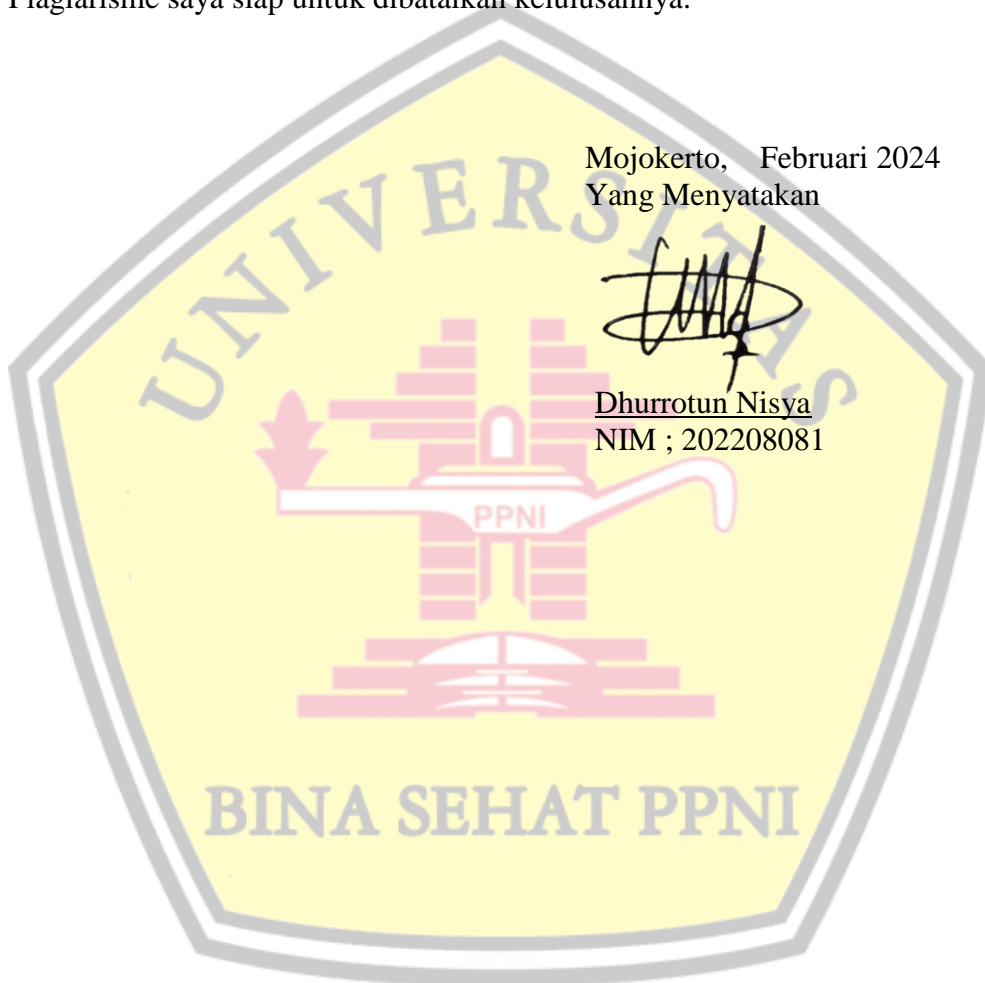 Plagiarisme saya siap untuk dibatalkan kelulusannya.
Mojokerto, Februari 2024
Yang Menyatakan
UNIVERSITAS
Dhurrotun Nisya
NIM ; 202208081
PPNI
BINA SEHAT PPNI